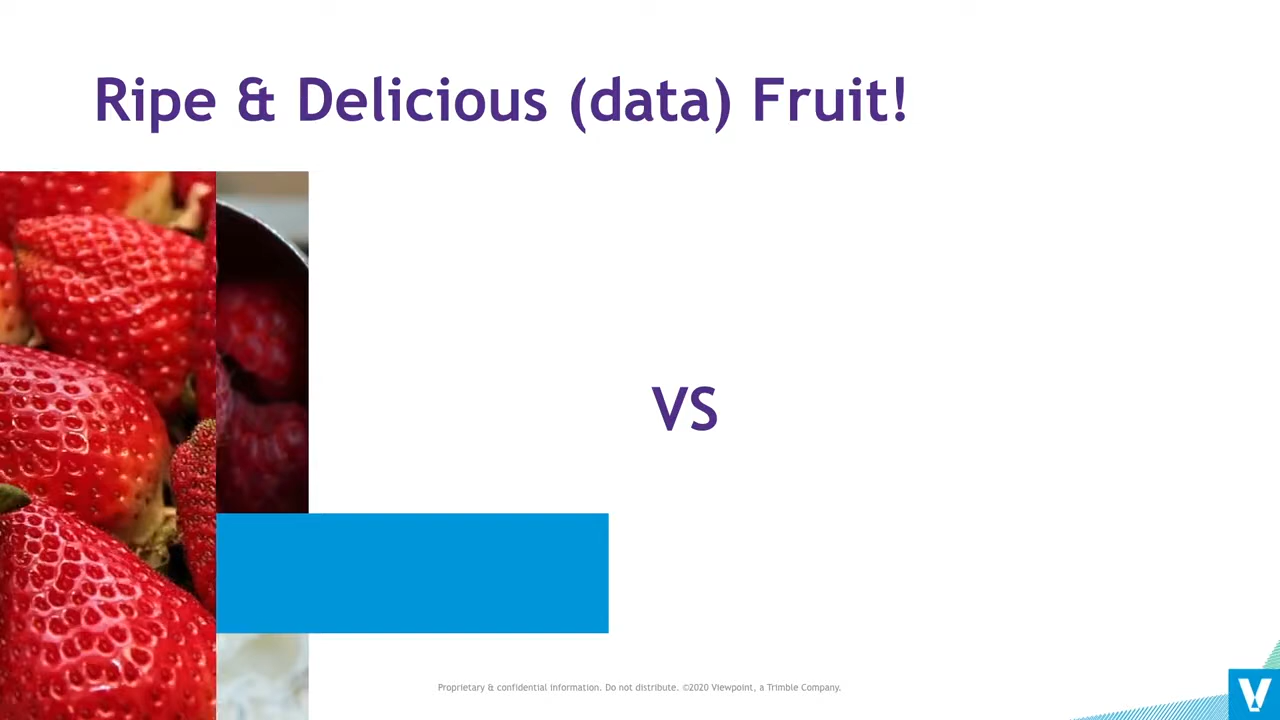 Ripe & Delicious (data) Fruit!
VS
Proprietary & confidential information. Do not distribute. ©2020 Viewpoint, a Trimble Company.
V